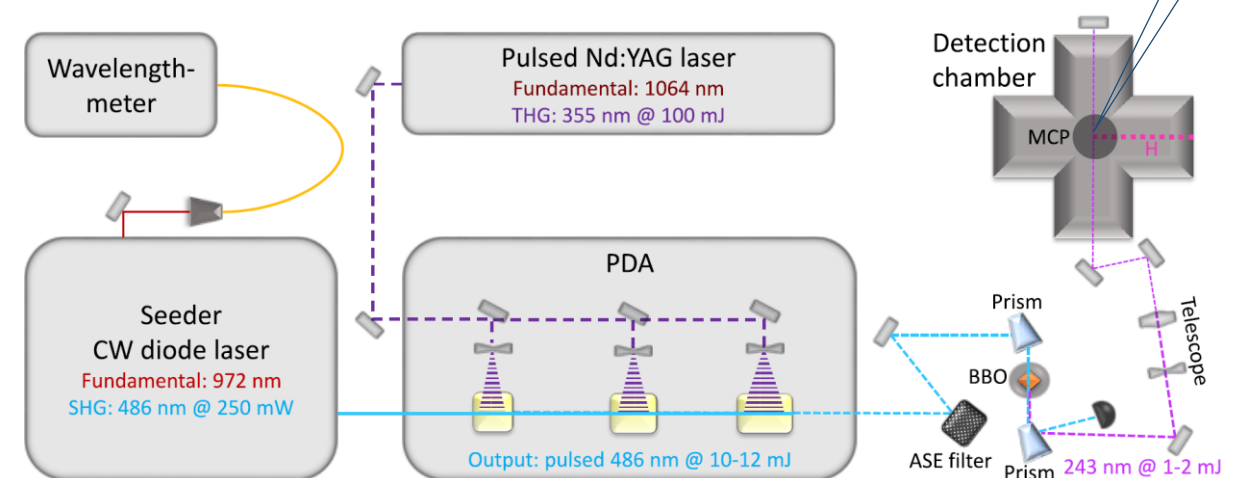 Wavelength-
meter
Pulsed Nd:YAG laser
Fundamental: 1064 nm
THG: 355 nm @ 100 mJ
Detection
chamber
MCP
H
Seeder
CW diode laser
Fundamental: 972 nm
SHG: 486 nm @ 250 mW
PDA
Output: pulsed 486 nm @ 10-12 mJ
ASE filter
Prism
BBO
Prism
243 nm @ 1-2 mJ
Telescope